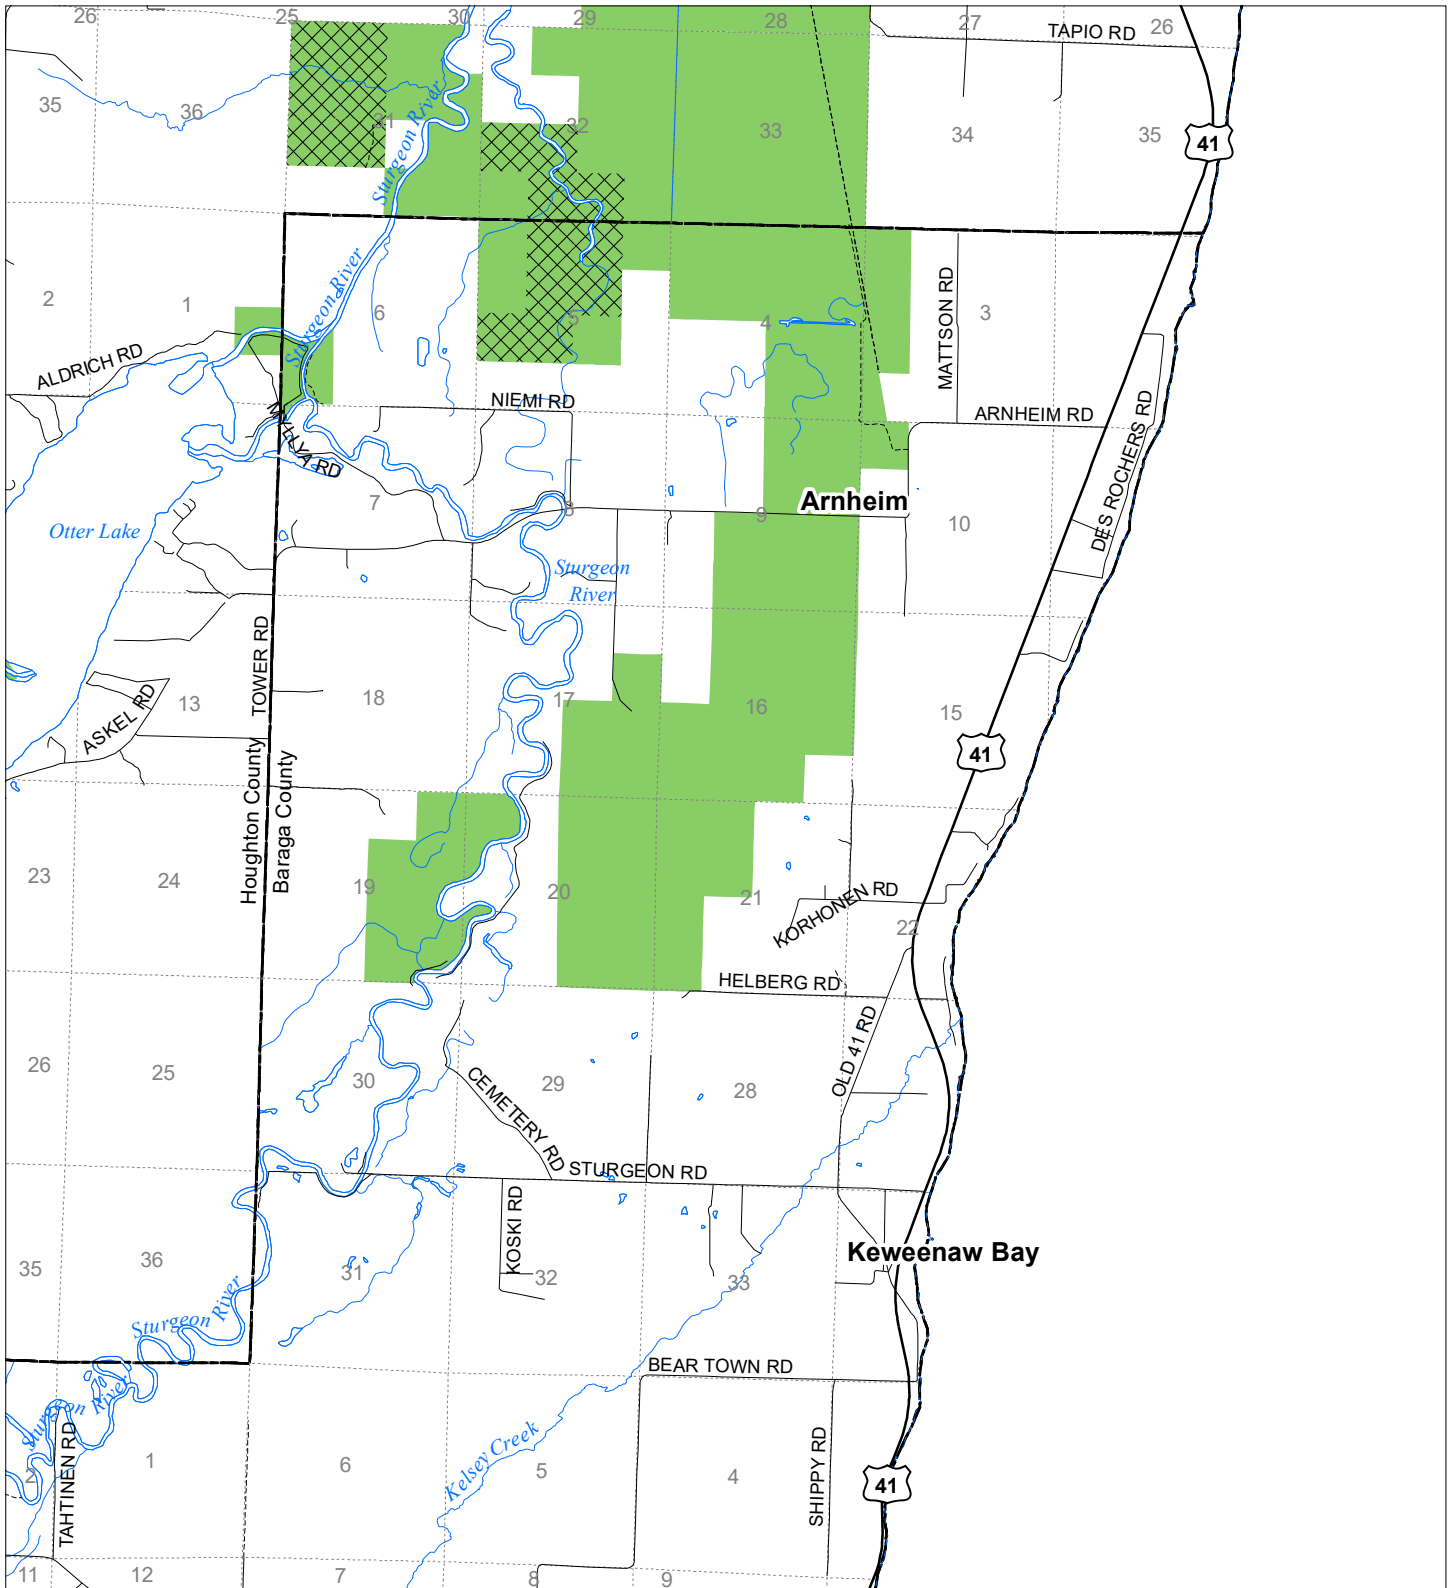 26
25
30
29
28
27
26
TAPIO RD
35
36
31
32
33
34
35
41
Sturgeon River
2
1
6
5
4
3
MATTSON RD
Sturgeon River
ALDRICH RD
NIEMI RD
ARNHEIM RD
DES ROCHERS RD
MYLLYA RD
7
8
9
Arnheim
10
Otter Lake
Sturgeon
River
TOWER RD
ASKEL RD
13
18
17
16
15
41
Houghton County
Baraga County
23
24
19
20
21
22
KORHONEN RD
HELBERG RD
OLD 41 RD
26
25
30
29
28
CEMETERY RD
STURGEON RD
KOSKI RD
Keweenaw Bay
35
36
31
32
33
Sturgeon River
BEAR TOWN RD
Sturgeon River
TAHTINEN RD
2
1
6
5
4
Kelsey Creek
SHIPPY RD
41
11
12
7
8
9